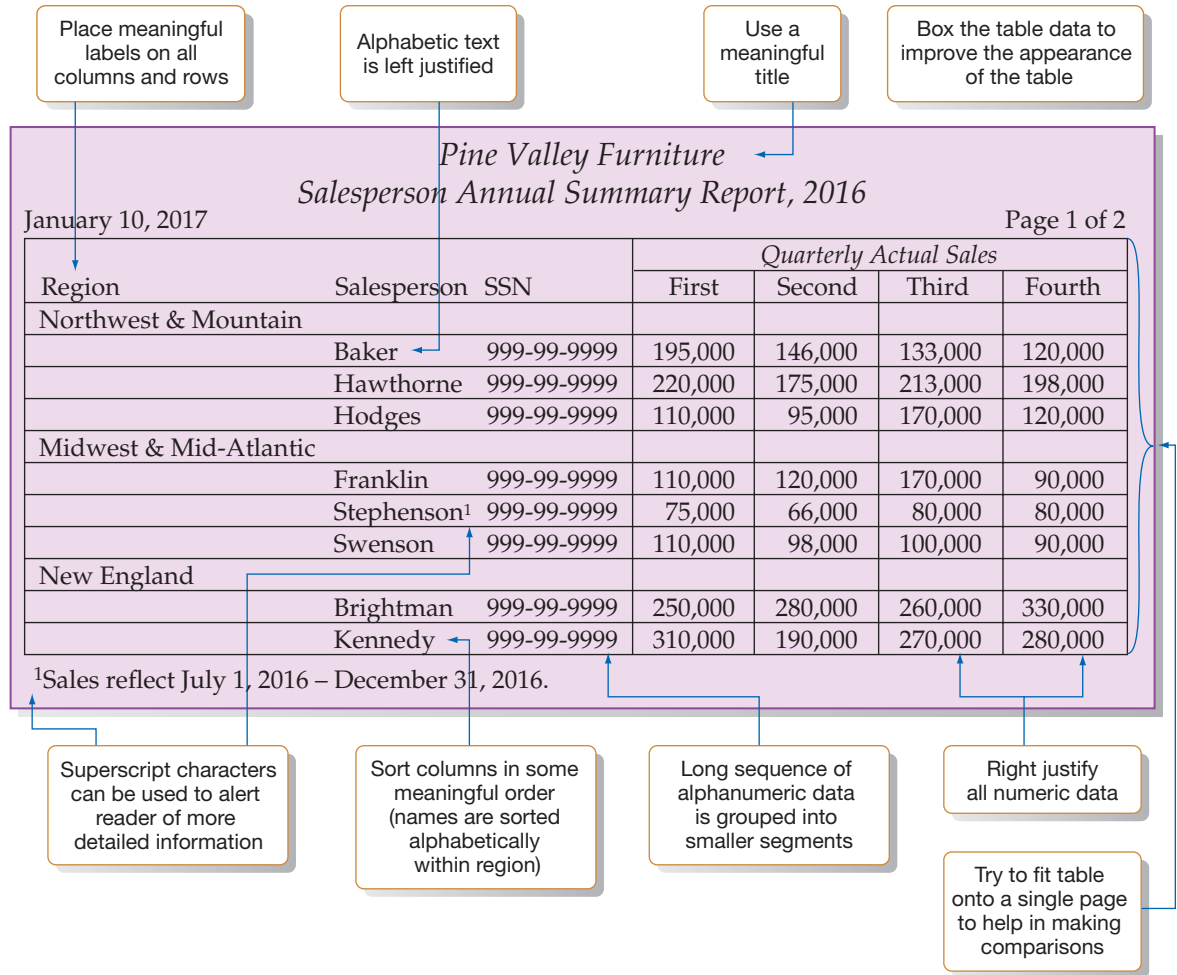 Place meaningful
labels on all
columns and rows
Alphabetic text
is left justified
Use a
meaningful
title
Box the table data to
improve the appearance
of the table
Pine Valley Furniture
Salesperson Annual Summary Report, 2016
January 10, 2017 Page 1 of 2
Quarterly Actual Sales
Region Salesperson SSN First Second Third Fourth
Northwest & Mountain
Baker 999-99-9999 195,000 146,000 133,000 120,000
Hawthorne 999-99-9999 220,000 175,000 213,000 198,000
Hodges 999-99-9999 110,000 95,000 170,000 120,000
Midwest & Mid-Atlantic
Franklin 999-99-9999 110,000 120,000 170,000 90,000
Stephenson¹ 999-99-9999 75,000 66,000 80,000 80,000
Swenson 999-99-9999 110,000 98,000 100,000 90,000
New England
Brightman 999-99-9999 250,000 280,000 260,000 330,000
Kennedy 999-99-9999 310,000 190,000 270,000 280,000
¹Sales reflect July 1, 2016 – December 31, 2016.
Superscript characters
can be used to alert
reader of more
detailed information
Sort columns in some
meaningful order
(names are sorted
alphabetically
within region)
Long sequence of
alphanumeric data
is grouped into
smaller segments
Right justify
all numeric data
Try to fit table
onto a single page
to help in making
comparisons